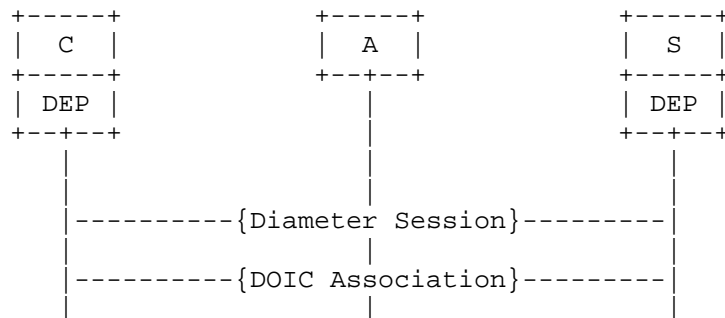 C A S
DEP DEP
{Diameter Session}
{DOIC Association}